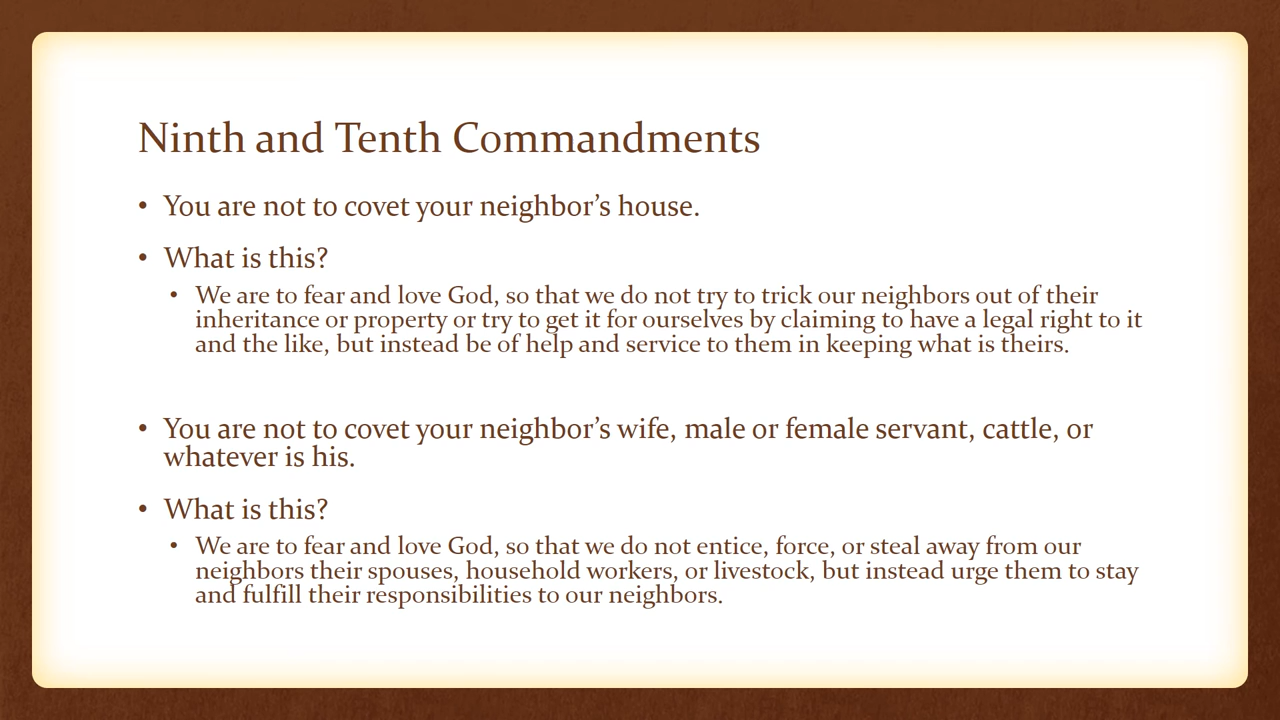 Ninth and Tenth Commandments
• You are not to covet your neighbor’s house.
• What is this?
• We are to fear and love God, so that we do not try to trick our neighbors out of their
inheritance or property or try to get it for ourselves by claiming to have a legal right to it
and the like, but instead be of help and service to them in keeping what is theirs.
• You are not to covet your neighbor’s wife, male or female servant, cattle, or
whatever is his.
• What is this?
• We are to fear and love God, so that we do not entice, force, or steal away from our
neighbors their spouses, household workers, or livestock, but instead urge them to stay
and fulfill their responsibilities to our neighbors.